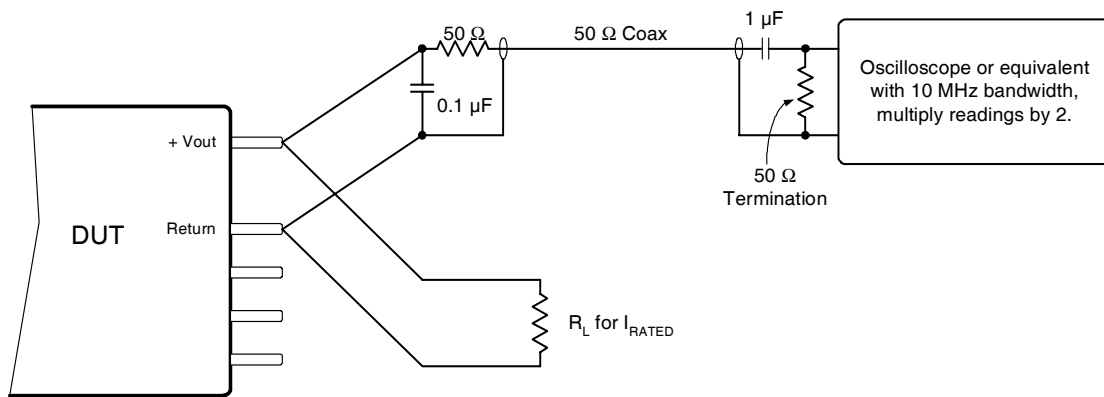 50 Ω
50 Ω Coax
1 µF
0.1 µF
Oscilloscope or equivalent
with 10 MHz bandwidth,
multiply readings by 2.
50 Ω
Termination
+ Vout
Return
DUT
R_L for I_RATED